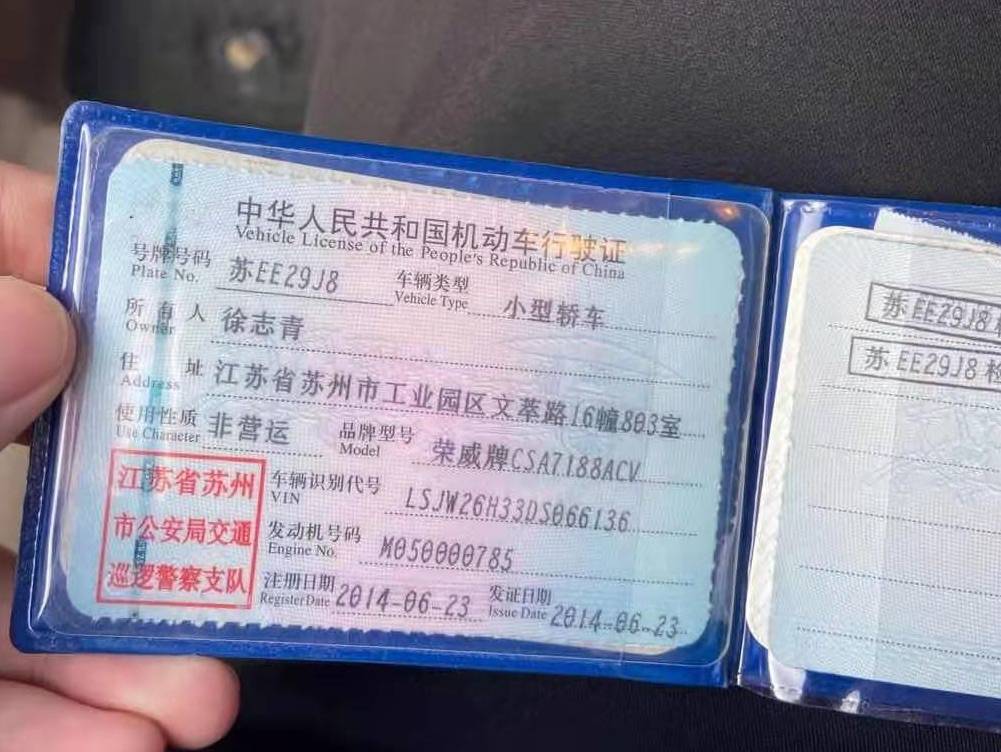 中华人民共和国机动车行驶证
Vehicle License of the People's Republic of China
号牌号码 苏EE29J8 车辆类型 小型轿车
Plate No. Vehicle Type
所有人 徐志青
Owner
住址 江苏省苏州市工业园区文萃路16幢803室
Address
使用性质 非营运 品牌型号 荣威牌CSA7188ACV
Use Character Model
江苏省苏州
市公安局交通
巡逻警察支队
车辆识别代号 LSJW26H33DS066136
VIN
发动机号码 M050000785
Engine No.
注册日期 2014-06-23 发证日期 2014-06-23
Register Date Issue Date
苏EE29J8
苏EE29J8 检